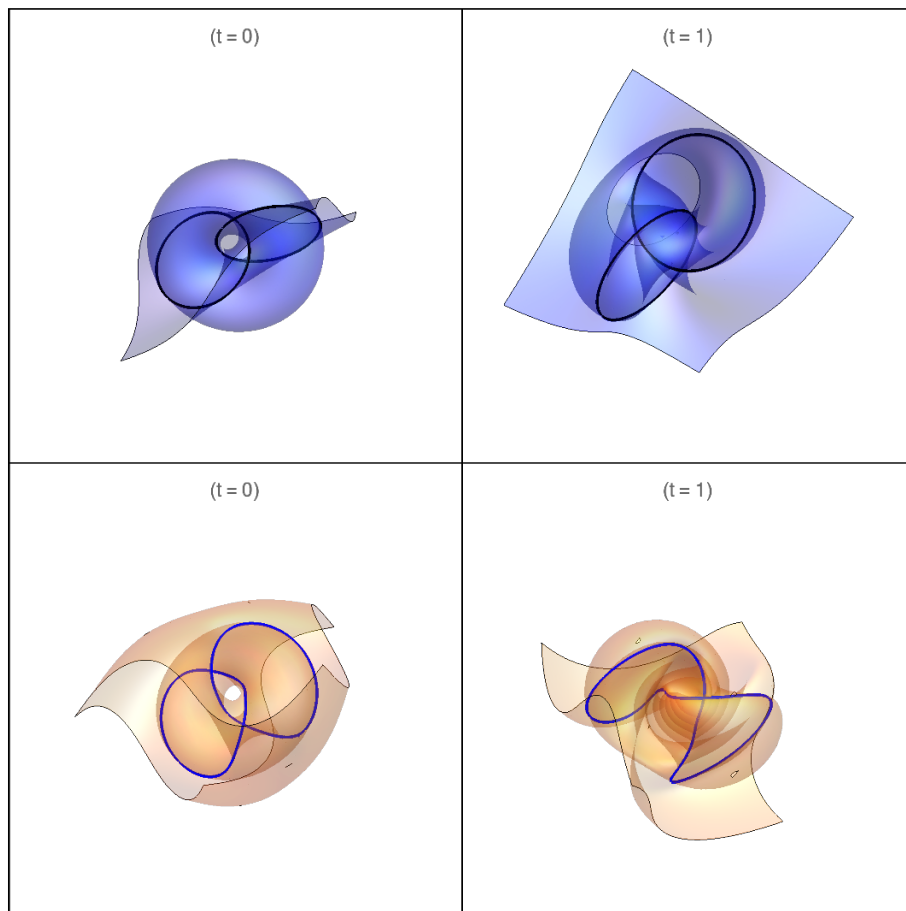 (t = 0)
(t = 1)
(t = 0)
(t = 1)